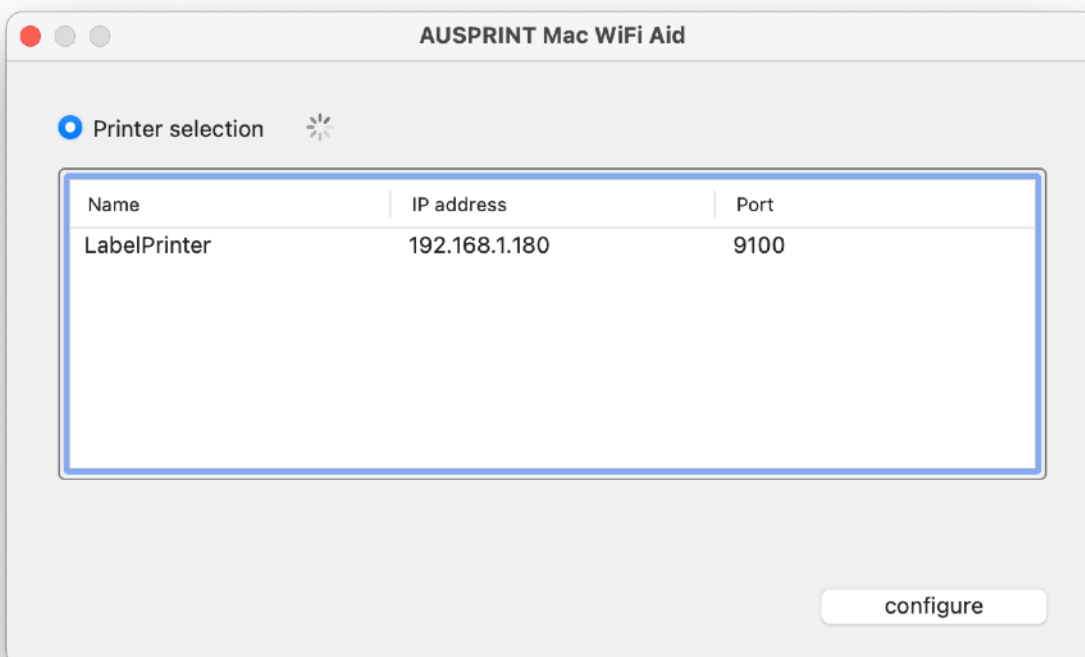 AUSPRINT Mac WiFi Aid
Printer selection
Name IP address Port
LabelPrinter 192.168.1.180 9100
configure